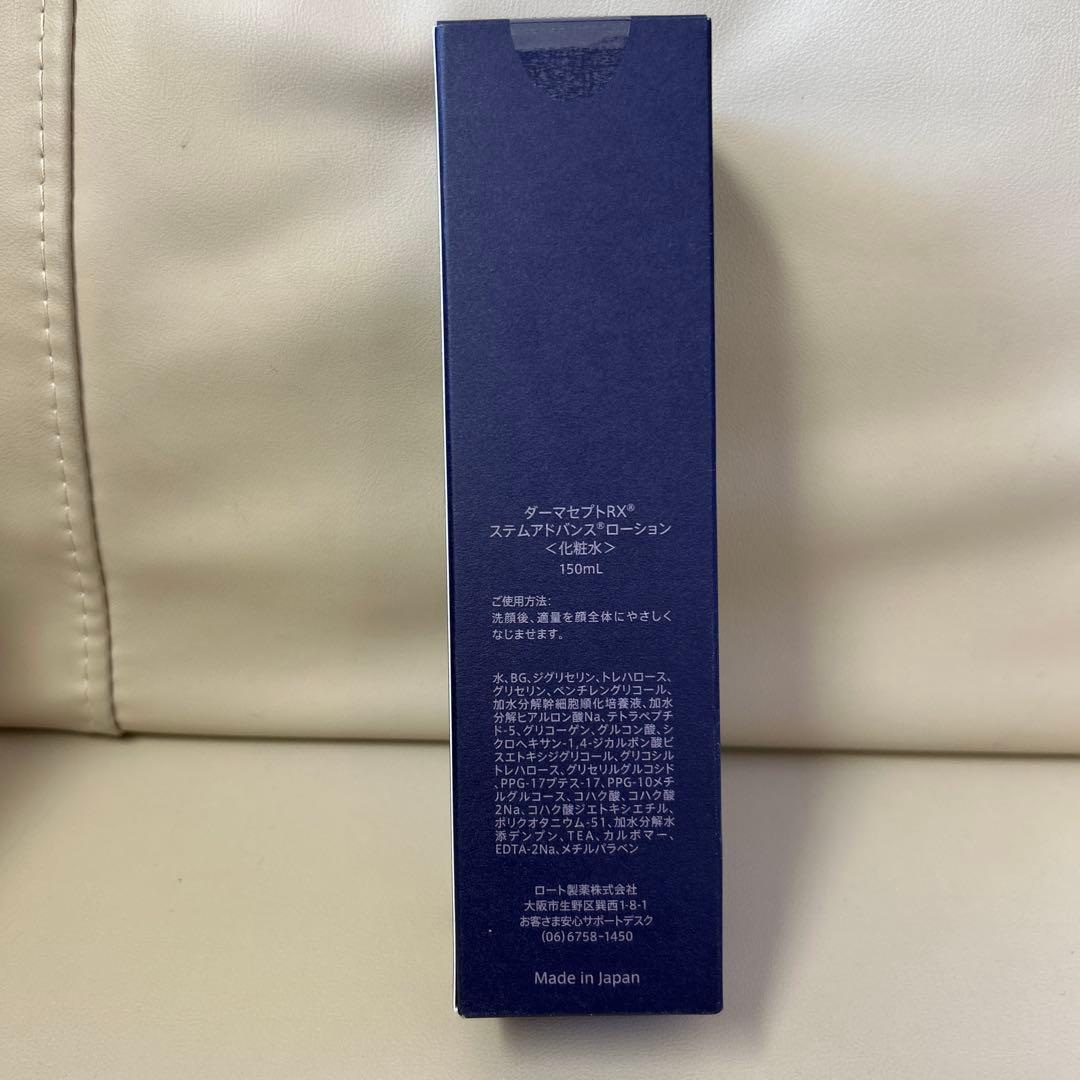 ダーマセプトRX®
ステムアドバンス®ローション
＜化粧水＞
150mL
ご使用方法:
洗顔後、適量を顔全体にやさしく
なじませます。
水、BG、ジグリセリン、トレハロース、
グリセリン、ペンチレングリコール、
加水分解幹細胞順化培養液、加水
分解ヒアルロン酸Na、テトラペプチ
ド-5、グリコーゲン、グルコン酸、シ
クロヘキサン-1,4-ジカルボン酸ビ
スエトキシジグリコール、グリコシル
トレハロース、グリセリルグルコシド
、PPG-17ブテス-17、PPG-10メチ
ルグルコース、コハク酸、コハク酸
2Na、コハク酸ジエトキシエチル、
ポリクオタニウム-51、加水分解水
添デンプン、TEA、カルボマー、
EDTA-2Na、メチルパラベン
ロート製薬株式会社
大阪市生野区巽西1-8-1
お客さま安心サポートデスク
(06)6758-1450
Made in Japan